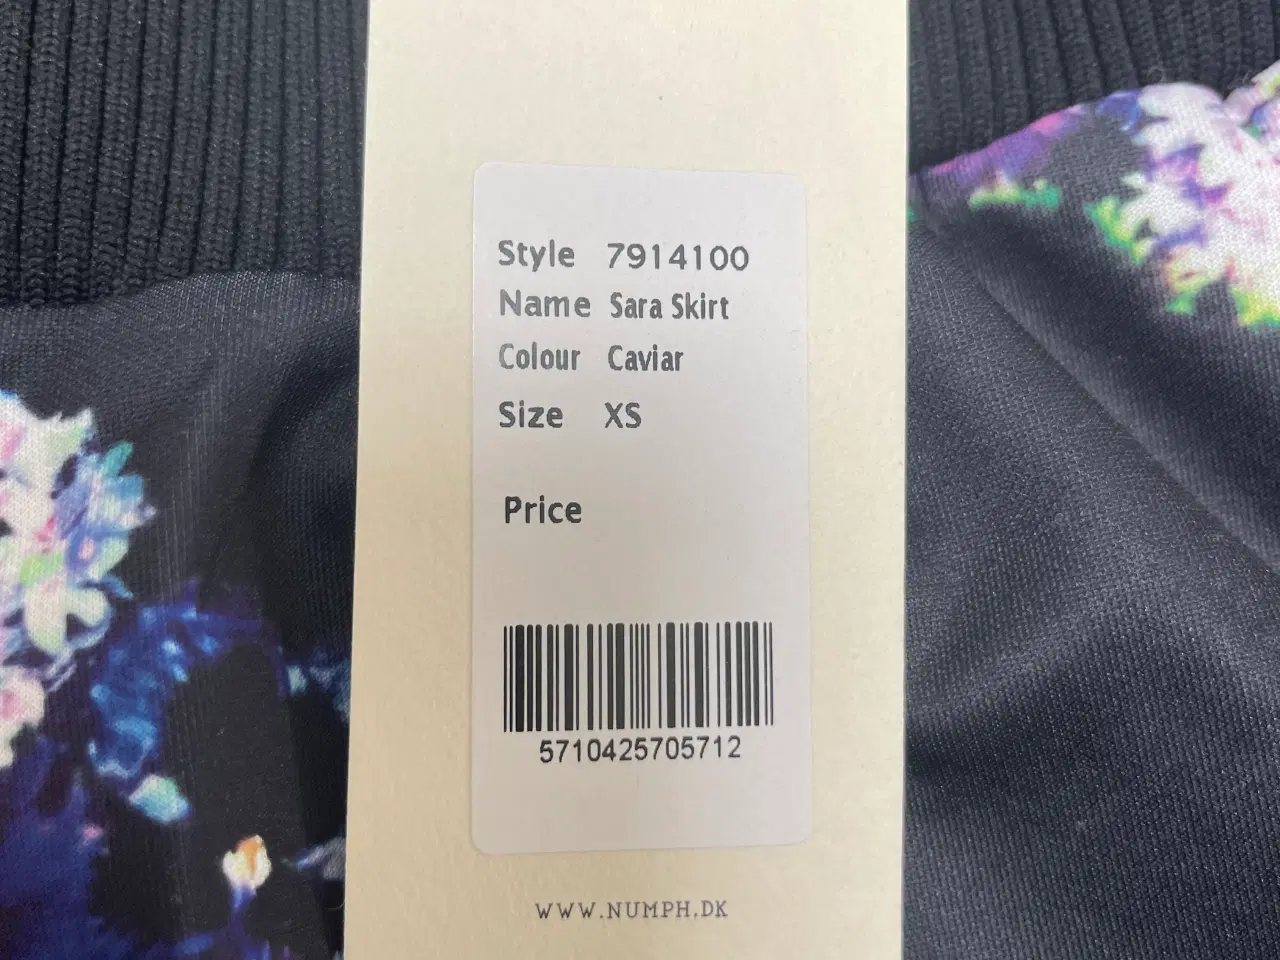 Style 7914100
Name Sara Skirt
Colour Caviar
Size XS
Price
5710425705712
WWW.NUMPH.DK